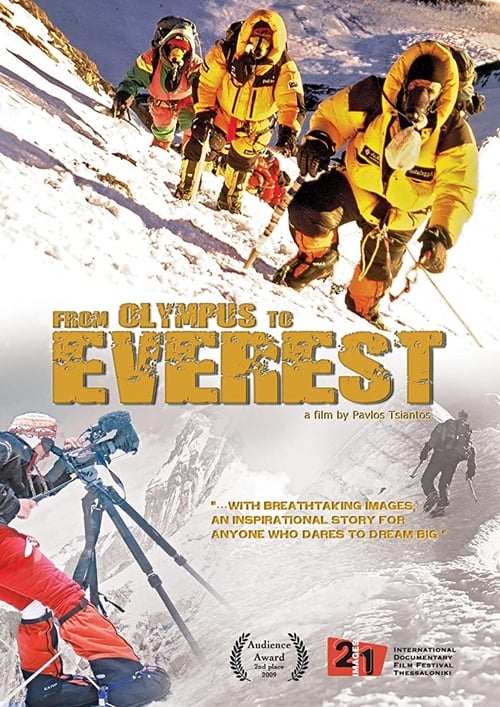 FROM OLYMPUS TO
EVEREST
a film by Pavlos Tsiantos
"...WITH BREATHTAKING IMAGES,
AN INSPIRATIONAL STORY FOR
ANYONE WHO DARES TO DREAM BIG "
Audience
Award
2nd place
2009
21
IMAGES
INTERNATIONAL
DOCUMENTARY
FILM FESTIVAL
THESSALONIKI